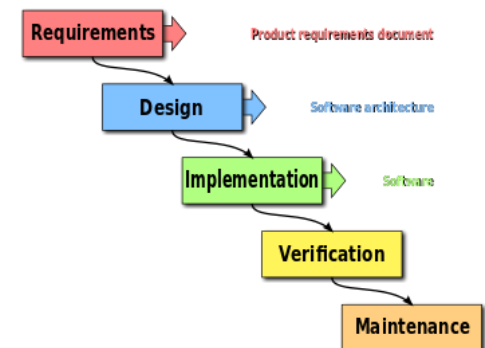 Requirements
Product requirements document
Design
Software architecture
Implementation
Software
Verification
Maintenance